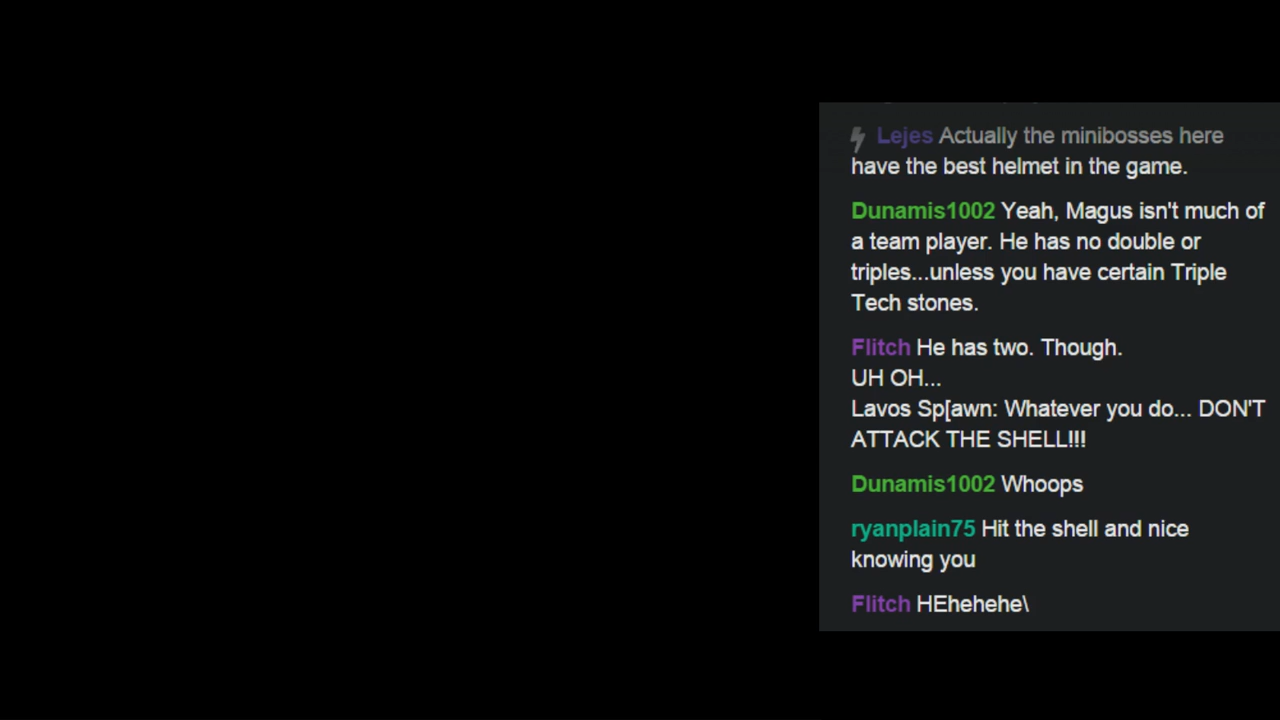 Lejes Actually the minibosses here
have the best helmet in the game.
Dunamis1002 Yeah, Magus isn't much of
a team player. He has no double or
triples...unless you have certain Triple
Tech stones.
Flitch He has two. Though.
UH OH...
Lavos Sp[awn: Whatever you do... DON'T
ATTACK THE SHELL!!!
Dunamis1002 Whoops
ryanplain75 Hit the shell and nice
knowing you
Flitch HEhehehe\